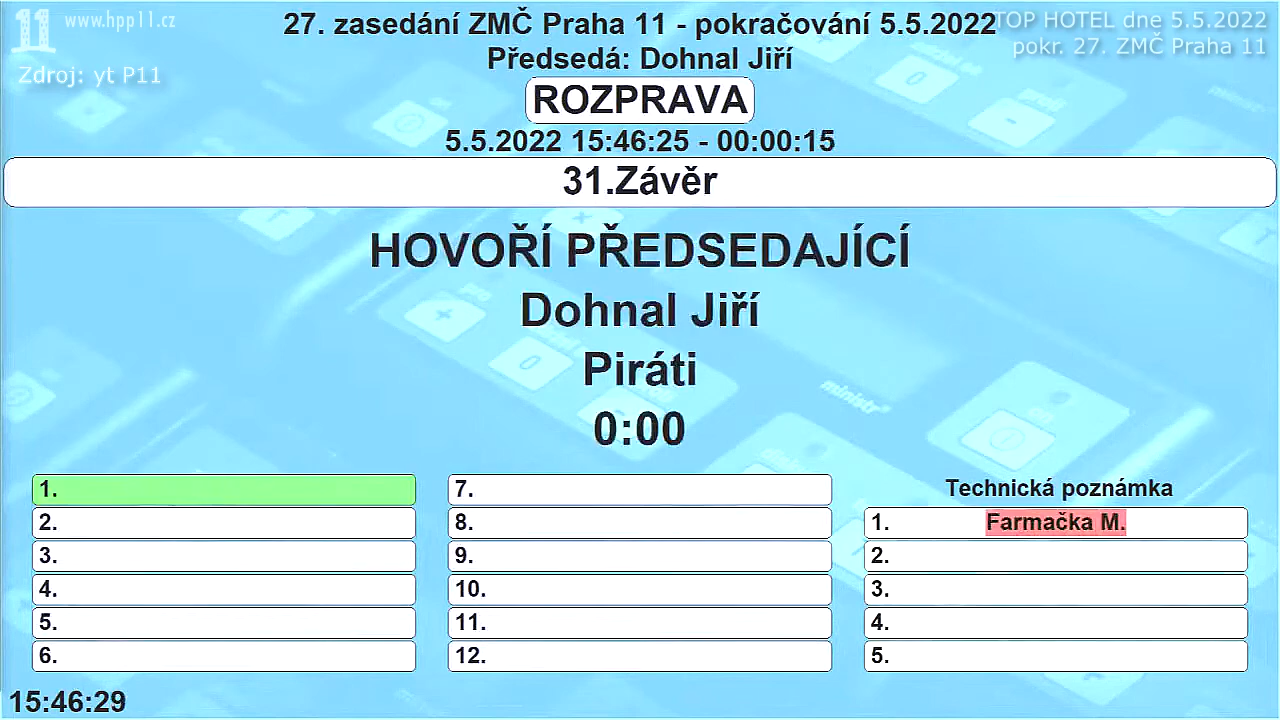 11 www.hpp11.cz
Zdroj: yt P11
TOP HOTEL dne 5.5.2022
pokr. 27. ZMČ Praha 11
27. zasedání ZMČ Praha 11 - pokračování 5.5.2022
Předsedá: Dohnal Jiří
ROZPRAVA
5.5.2022 15:46:25 - 00:00:15
31.Závěr
HOVOŘÍ PŘEDSEDAJÍCÍ
Dohnal Jiří
Piráti
0:00
1.
2.
3.
4.
5.
6.
7.
8.
9.
10.
11.
12.
Technická poznámka
1. Farmačka M.
2.
3.
4.
5.
15:46:29